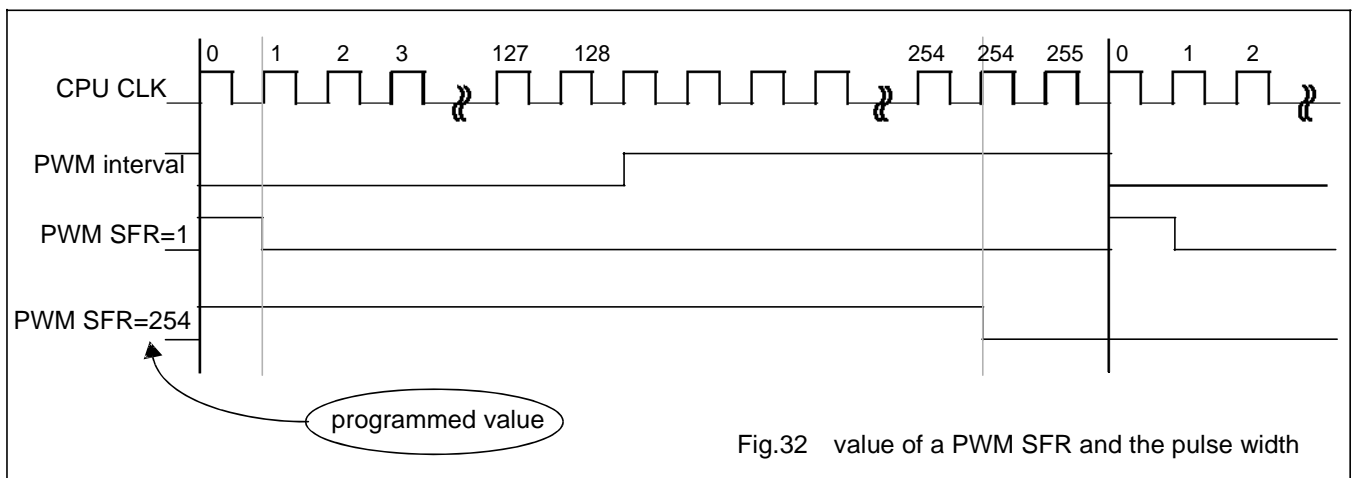 0 1 2 3 127 128 254 254 255 0 1 2
CPU CLK
PWM interval
PWM SFR=1
PWM SFR=254
programmed value
Fig.32 value of a PWM SFR and the pulse width